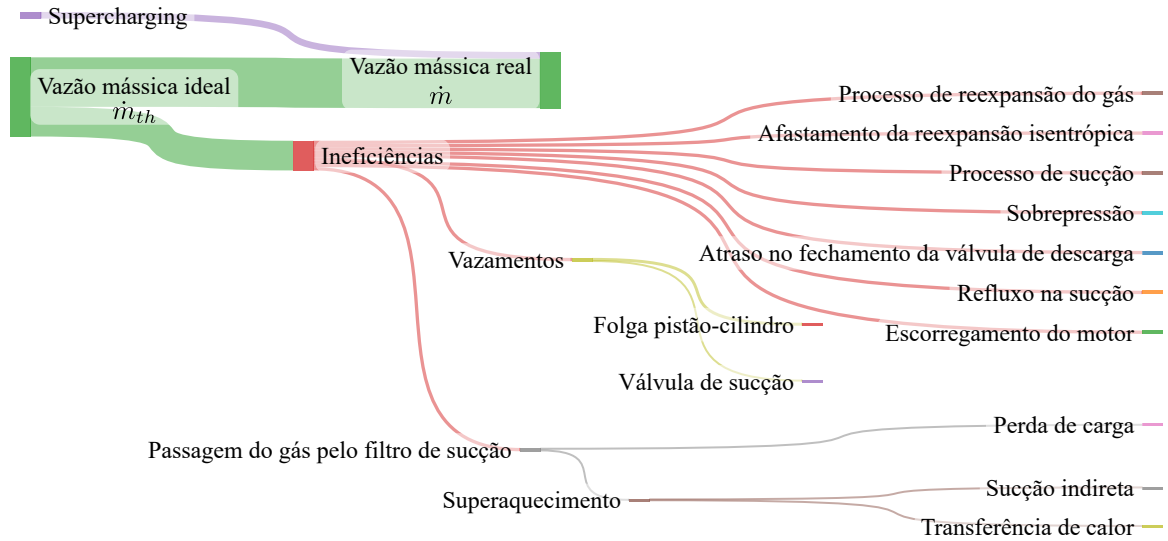 Supercharging
Vazão mássica real
ṁ
Vazão mássica ideal
ṁ_th
Ineficiências
Processo de reexpansão do gás
Afastamento da reexpansão isentrópica
Processo de sucção
Sobrepressão
Atraso no fechamento da válvula de descarga
Refluxo na sucção
Escorregamento do motor
Vazamentos
Folga pistão-cilindro
Válvula de sucção
Passagem do gás pelo filtro de sucção
Perda de carga
Superaquecimento
Sucção indireta
Transferência de calor